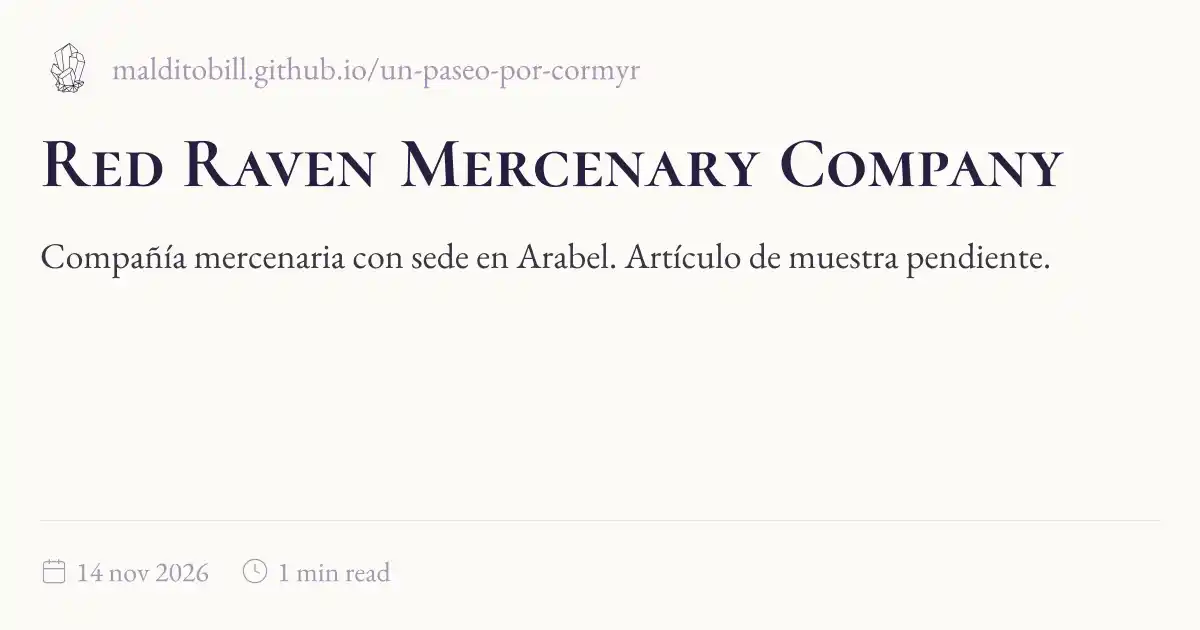 malditobill.github.io/un-paseo-por-cormyr
Red Raven Mercenary Company
Compañía mercenaria con sede en Arabel. Artículo de muestra pendiente.
14 nov 2026 1 min read